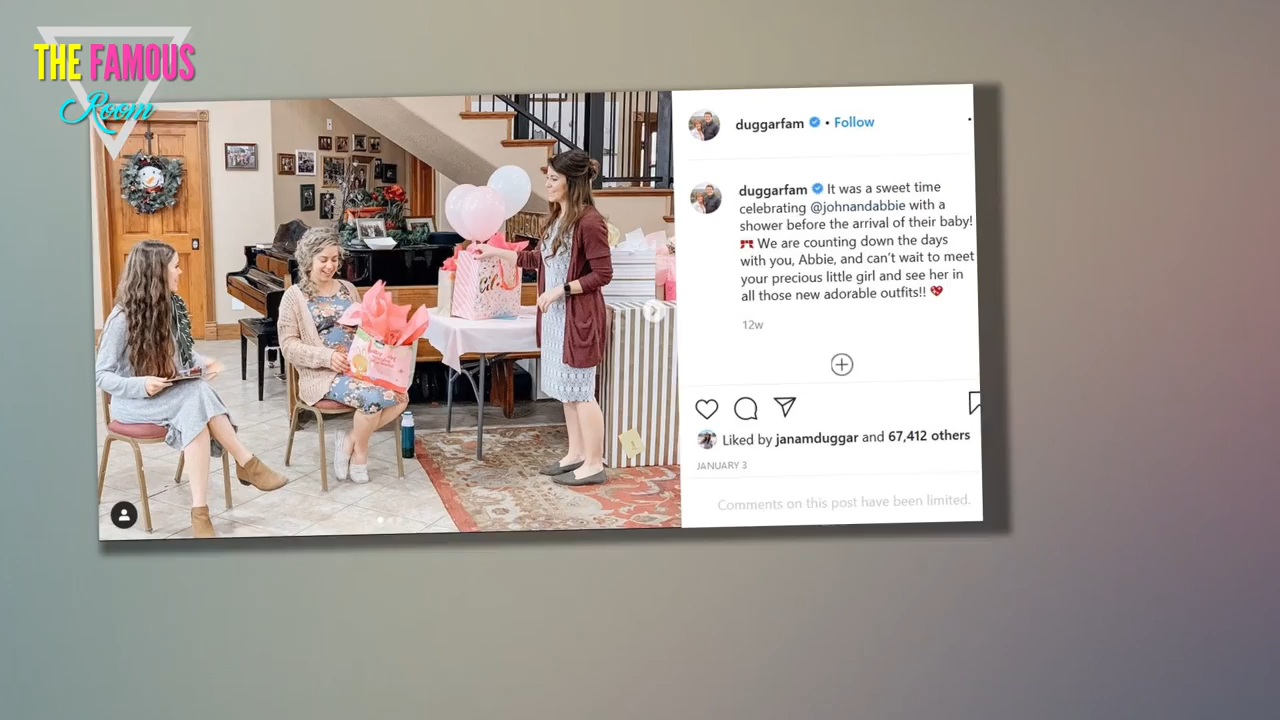 THE FAMOUS
Room
duggarfam • Follow
duggarfam It was a sweet time
celebrating @johnandabbie with a
shower before the arrival of their baby!
We are counting down the days
with you, Abbie, and can't wait to meet
your precious little girl and see her in
all those new adorable outfits!!
12w
Liked by janamduggar and 67,412 others
JANUARY 3
Comments on this post have been limited.